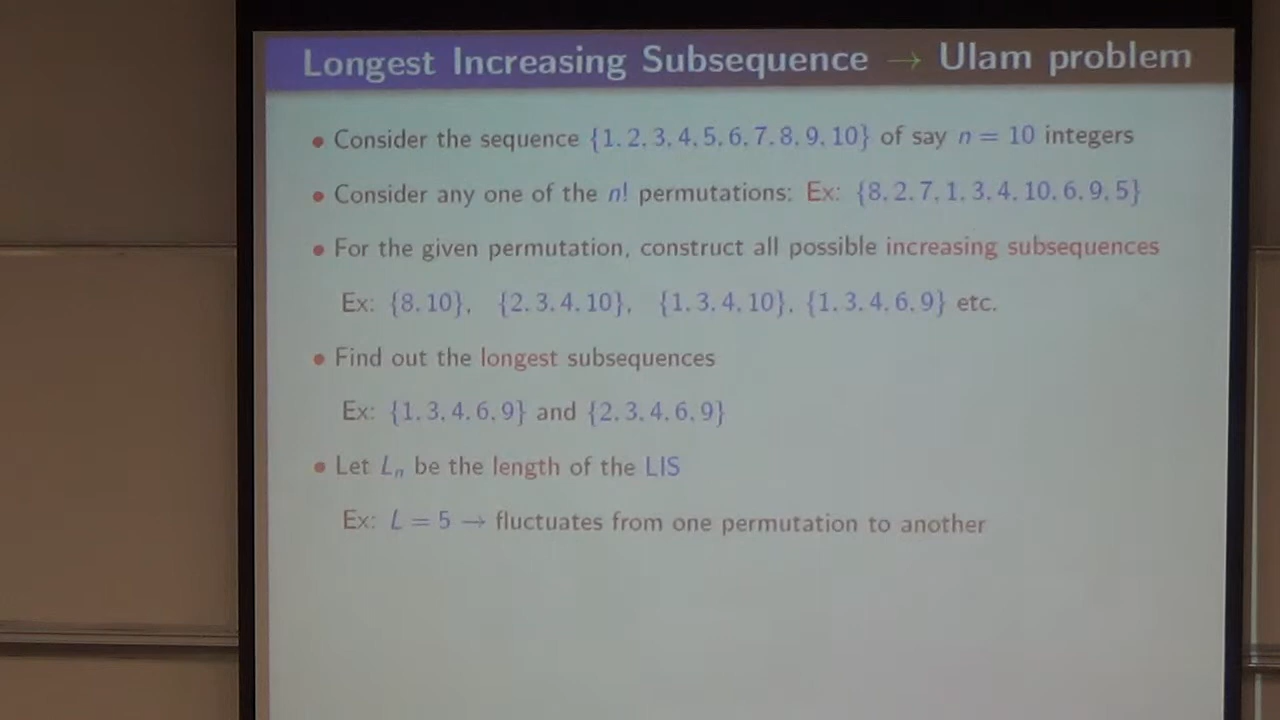 Longest Increasing Subsequence → Ulam problem
• Consider the sequence {1, 2, 3, 4, 5, 6, 7, 8, 9, 10} of say n = 10 integers
• Consider any one of the n! permutations: Ex: {8, 2, 7, 1, 3, 4, 10, 6, 9, 5}
• For the given permutation, construct all possible increasing subsequences
Ex: {8, 10}, {2, 3, 4, 10}, {1, 3, 4, 10}, {1, 3, 4, 6, 9} etc.
• Find out the longest subsequences
Ex: {1, 3, 4, 6, 9} and {2, 3, 4, 6, 9}
• Let Lₙ be the length of the LIS
Ex: L = 5 → fluctuates from one permutation to another